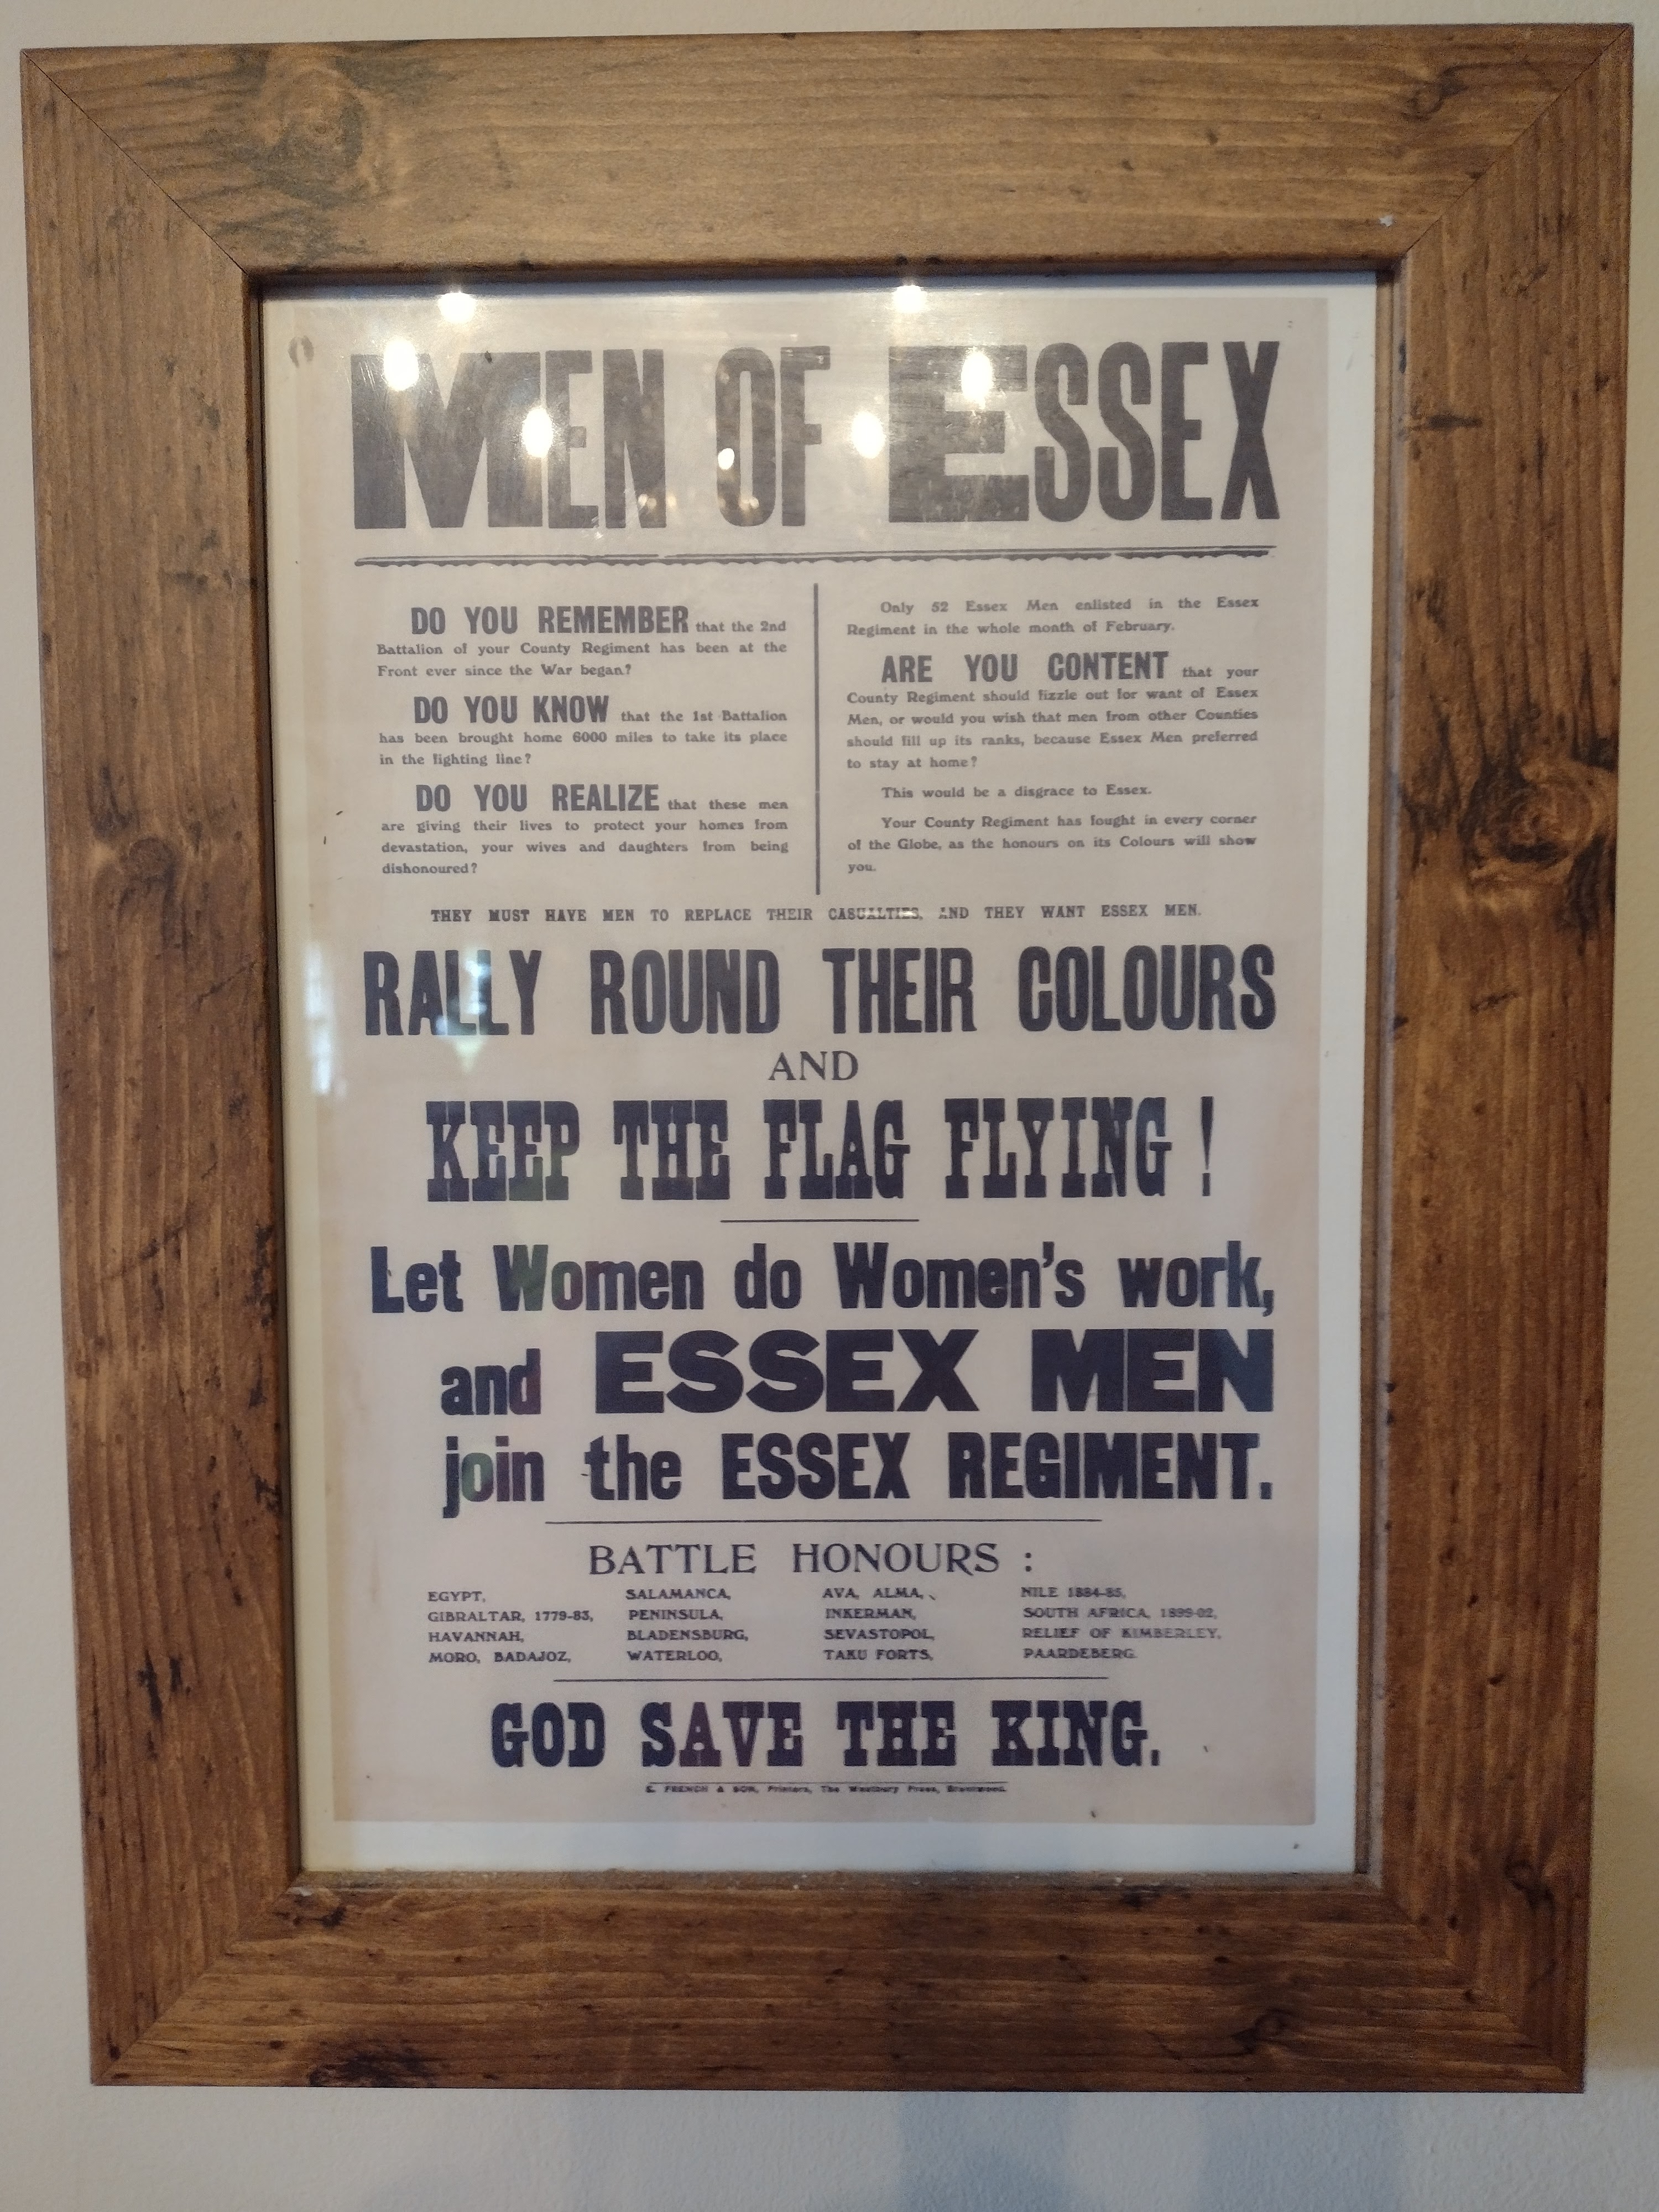 MEN OF ESSEX
DO YOU REMEMBER that the 2nd
Battalion of your County Regiment has been at the
Front ever since the War began?
DO YOU KNOW that the 1st Battalion
has been brought home 6000 miles to take its place
in the fighting line?
DO YOU REALIZE that these men
are giving their lives to protect your homes from
devastation, your wives and daughters from being
dishonoured?
Only 52 Essex Men enlisted in the Essex
Regiment in the whole month of February.
ARE YOU CONTENT that your
County Regiment should fizzle out for want of Essex
Men, or would you wish that men from other Counties
should fill up its ranks, because Essex Men preferred
to stay at home?
This would be a disgrace to Essex.
Your County Regiment has fought in every corner
of the Globe, as the honours on its Colours will show
you.
THEY MUST HAVE MEN TO REPLACE THEIR CASUALTIES, AND THEY WANT ESSEX MEN.
RALLY ROUND THEIR COLOURS
AND
KEEP THE FLAG FLYING!
Let Women do Women's work,
and ESSEX MEN
join the ESSEX REGIMENT.
BATTLE HONOURS:
EGYPT,
GIBRALTAR, 1779-83,
HAVANNAH,
MORO, BADAJOZ,
SALAMANCA,
PENINSULA,
BLADENSBURG,
WATERLOO,
AVA, ALMA,
INKERMAN,
SEVASTOPOL,
TAKU FORTS,
NILE 1884-85,
SOUTH AFRICA, 1899-02,
RELIEF OF KIMBERLEY,
PAARDEBERG.
GOD SAVE THE KING.
E. FRENCH & SON, Printers, The Westbury Press, Brentwood.